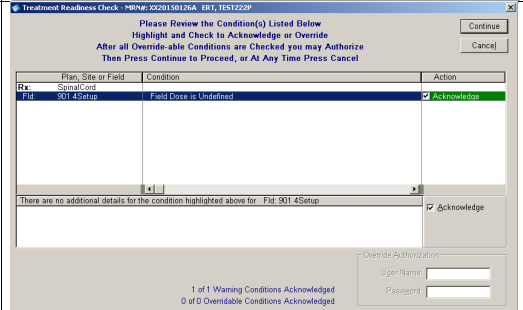 Treatment Readiness Check - MRN#: XX20150126A ERT, TEST222P
Please Review the Condition(s) Listed Below
Highlight and Check to Acknowledge or Override
After all Override-able Conditions are Checked you may Authorize
Then Press Continue to Proceed, or At Any Time Press Cancel
Continue
Cancel
Plan, Site or Field Condition Action
Rx: SpinalCord
Fld: 901 4Setup Field Dose is Undefined Acknowledge
There are no additional details for the condition highlighted above for Fld: 901 4Setup
Acknowledge
Override Authorization
User Name:
Password:
1 of 1 Warning Conditions Acknowledged
0 of 0 Overridable Conditions Acknowledged